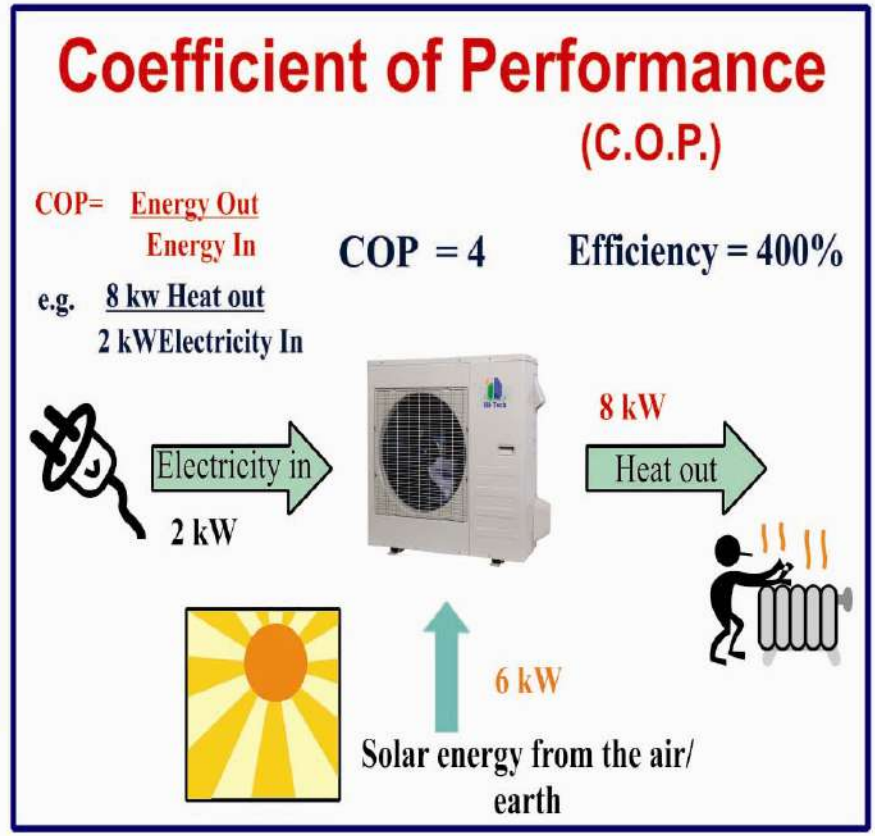 Coefficient of Performance
(C.O.P.)
COP= Energy Out
Energy In
COP = 4
Efficiency = 400%
e.g. 8 kw Heat out
2 kWElectricity In
8 kW
Electricity in
Heat out
2 kW
6 kW
Solar energy from the air/
earth